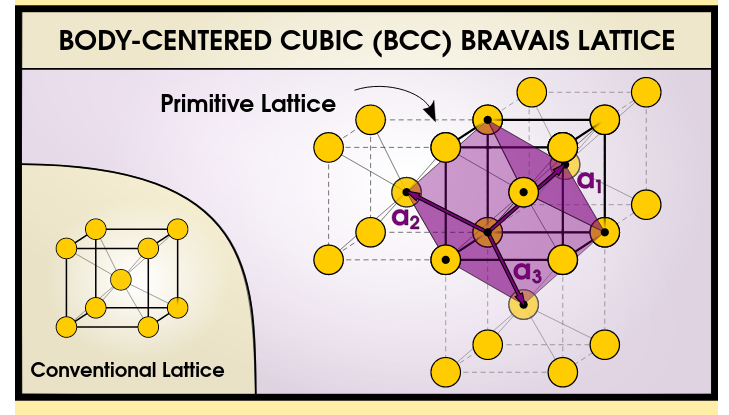 BODY-CENTERED CUBIC (BCC) BRAVAIS LATTICE
Primitive Lattice
a1
a2
a3
Conventional Lattice